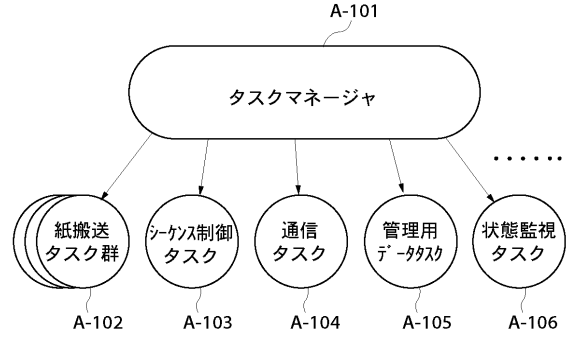 A-101
タスクマネージャ
......
紙搬送
タスク群
シーケンス制御
タスク
通信
タスク
管理用
データタスク
状態監視
タスク
A-102
A-103
A-104
A-105
A-106